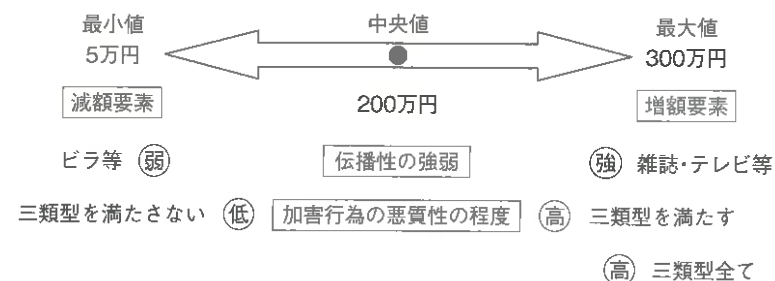 最小値 中央値 最大値
5万円 300万円
減額要素 200万円 増額要素
ビラ等 弱 伝播性の強弱 強 雑誌・テレビ等
三類型を満たさない 低 加害行為の悪質性の程度 高 三類型を満たす
高 三類型全て